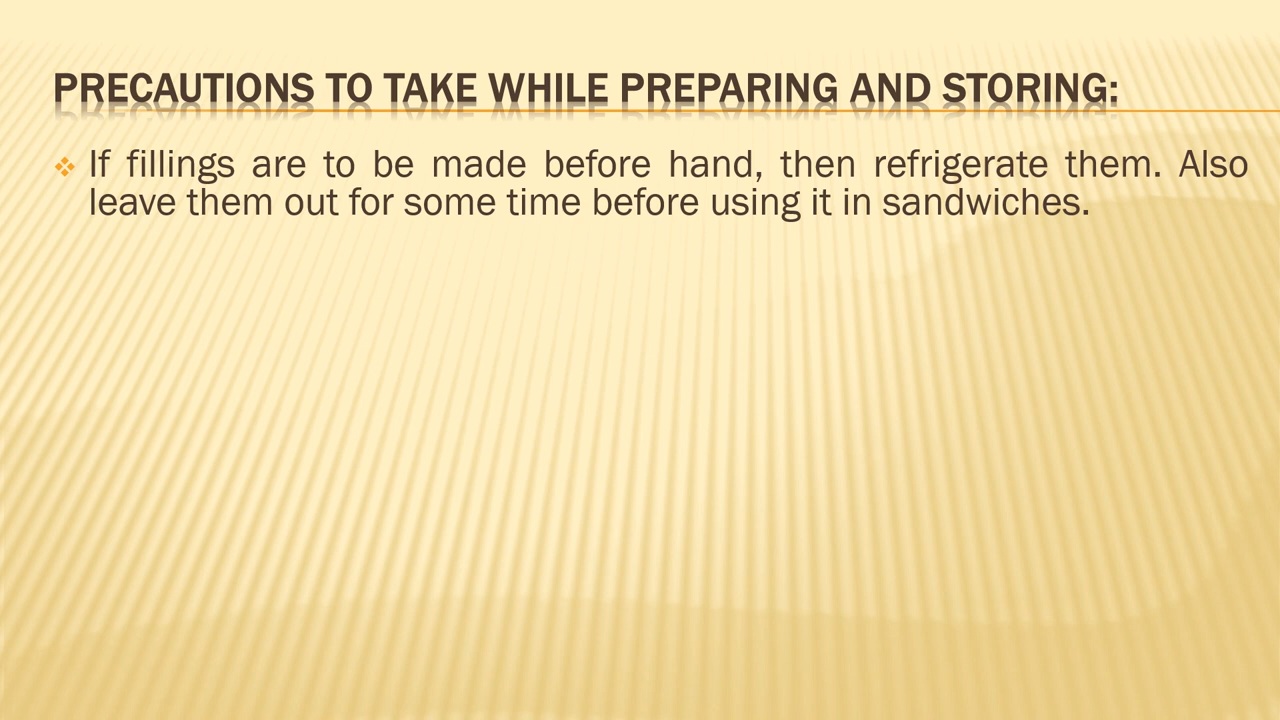 PRECAUTIONS TO TAKE WHILE PREPARING AND STORING:
If fillings are to be made before hand, then refrigerate them. Also
leave them out for some time before using it in sandwiches.